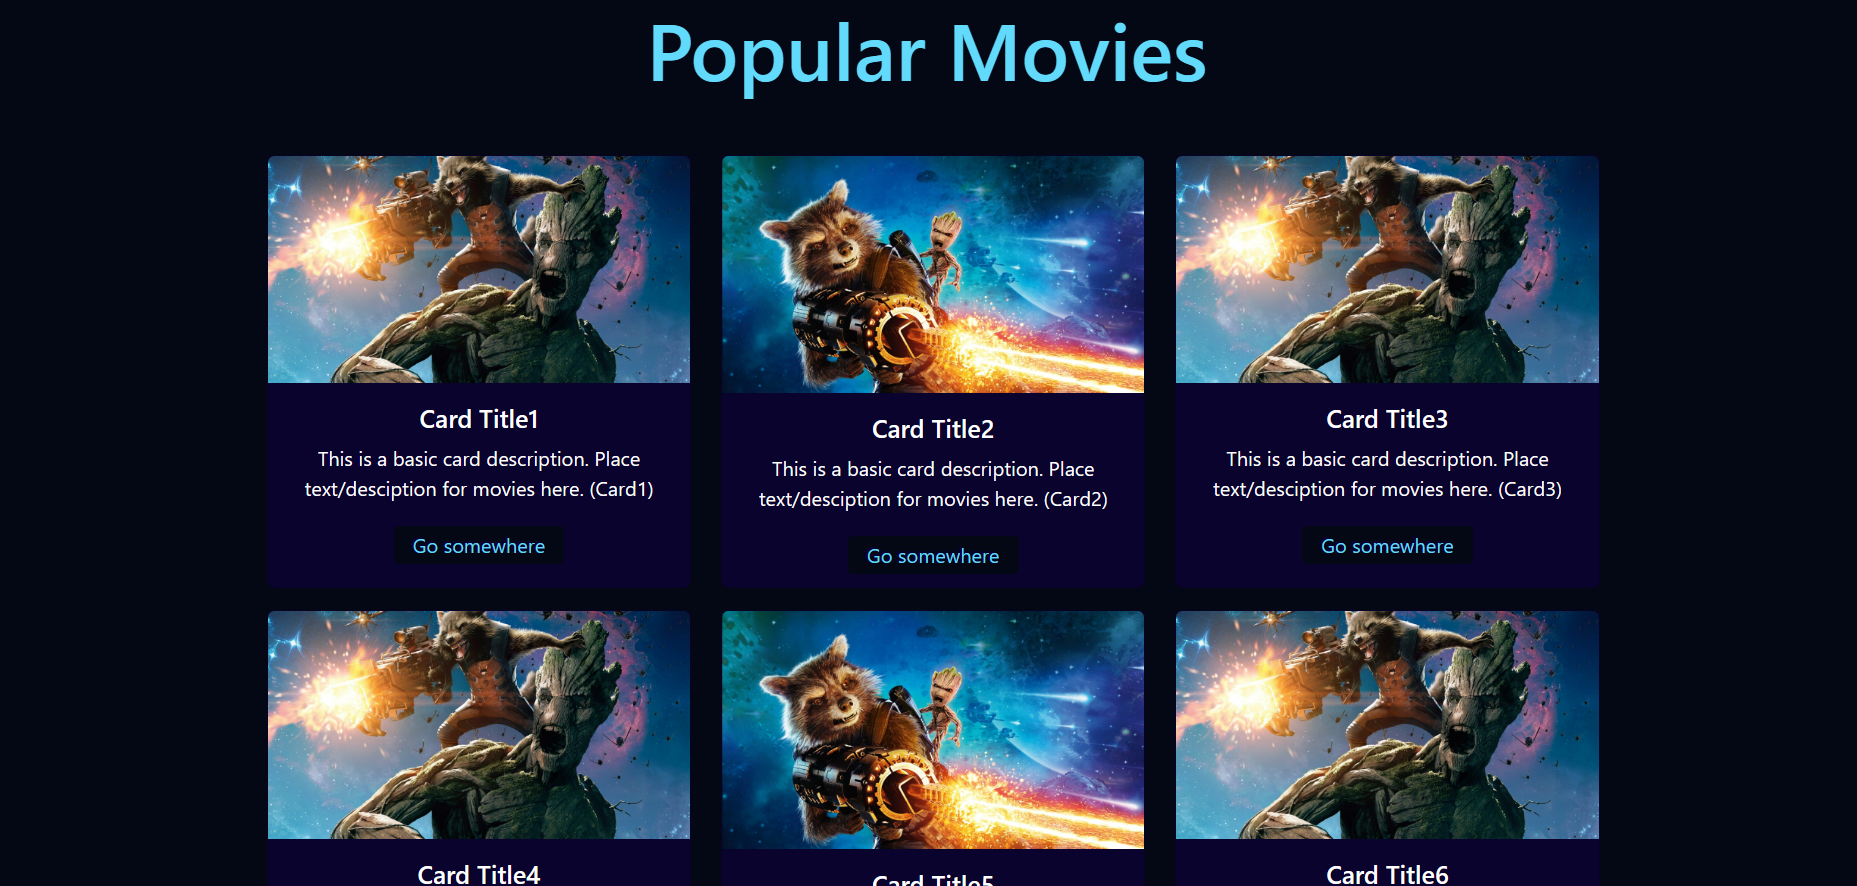 Popular Movies
Card Title1
This is a basic card description. Place
text/desciption for movies here. (Card1)
Go somewhere
Card Title2
This is a basic card description. Place
text/desciption for movies here. (Card2)
Go somewhere
Card Title3
This is a basic card description. Place
text/desciption for movies here. (Card3)
Go somewhere
Card Title4
Card Title5
Card Title6